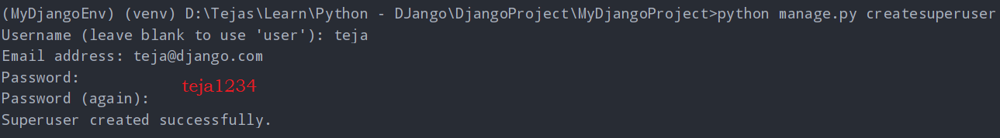 (MyDjangoEnv) (venv) D:\Tejas\Learn\Python - DJango\DjangoProject\MyDjangoProject>python manage.py createsuperuser
Username (leave blank to use 'user'): teja
Email address: teja@django.com
Password:
teja1234
Password (again):
Superuser created successfully.